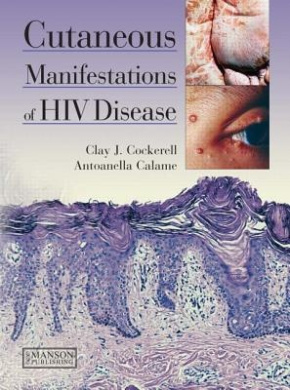 Cutaneous
Manifestations
of HIV Disease
Clay J. Cockerell
Antoanella Calame
MANSON
PUBLISHING